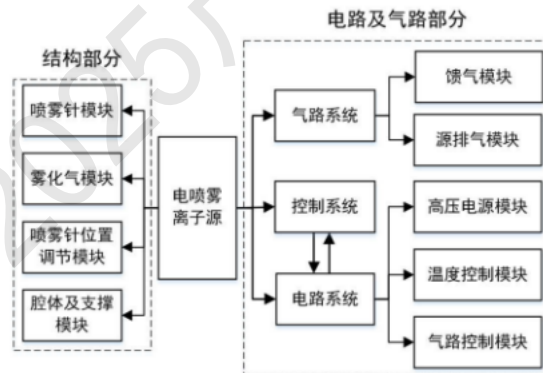 电路及气路部分
结构部分
喷雾针模块
雾化气模块
喷雾针位置
调节模块
腔体及支撑
模块
电喷雾
离子源
气路系统
控制系统
电路系统
馈气模块
源排气模块
高压电源模块
温度控制模块
气路控制模块
2025